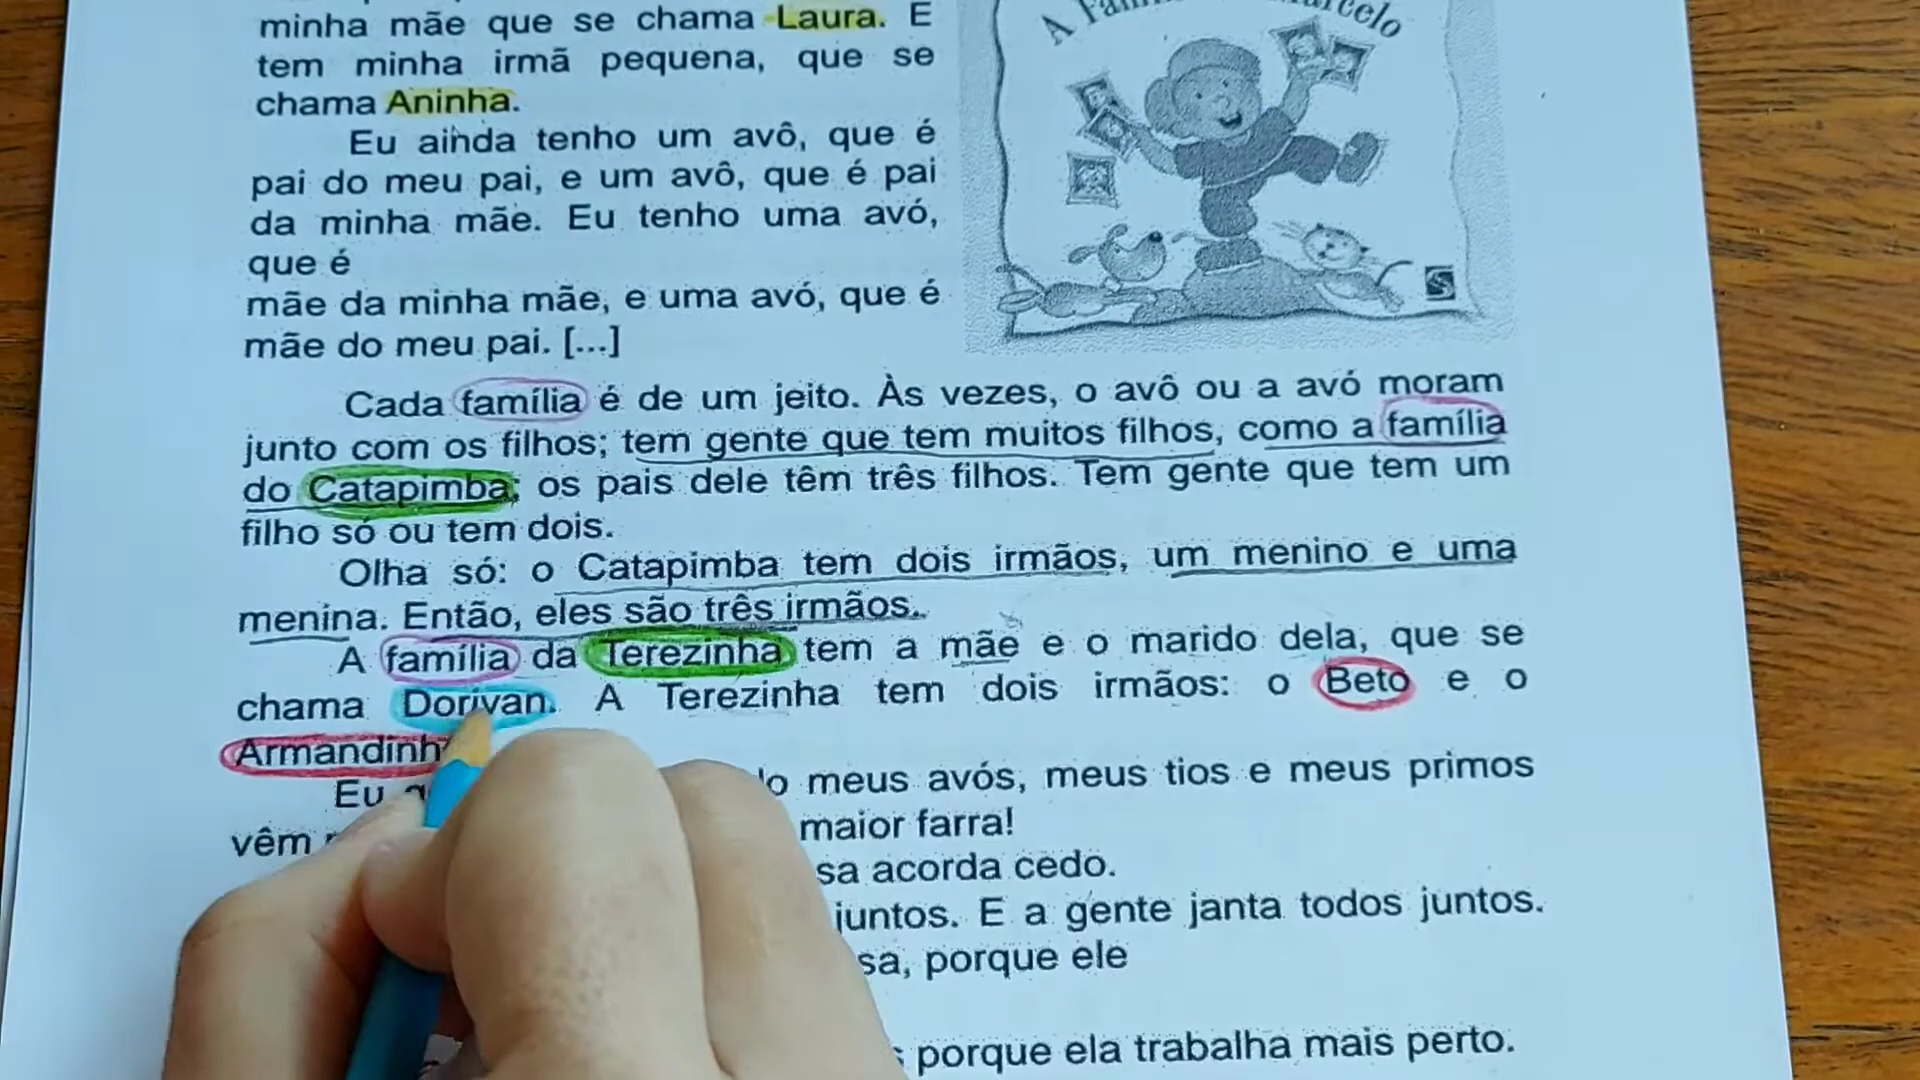 minha mãe que se chama Laura. E
tem minha irmã pequena, que se
chama Aninha.
Eu ainda tenho um avô, que é
pai do meu pai, e um avô, que é pai
da minha mãe. Eu tenho uma avó,
que é
mãe da minha mãe, e uma avó, que é
mãe do meu pai. [...]
Cada família é de um jeito. Às vezes, o avô ou a avó moram
junto com os filhos; tem gente que tem muitos filhos, como a família
do Catapimba; os pais dele têm três filhos. Tem gente que tem um
filho só ou tem dois.
Olha só: o Catapimba tem dois irmãos, um menino e uma
menina. Então, eles são três irmãos.
A família da Terezinha tem a mãe e o marido dela, que se
chama Dorivan. A Terezinha tem dois irmãos: o Beto e o
Armandinh
Eu meus avós, meus tios e meus primos
vêm maior farra!
sa acorda cedo.
juntos. E a gente janta todos juntos.
sa, porque ele
porque ela trabalha mais perto.